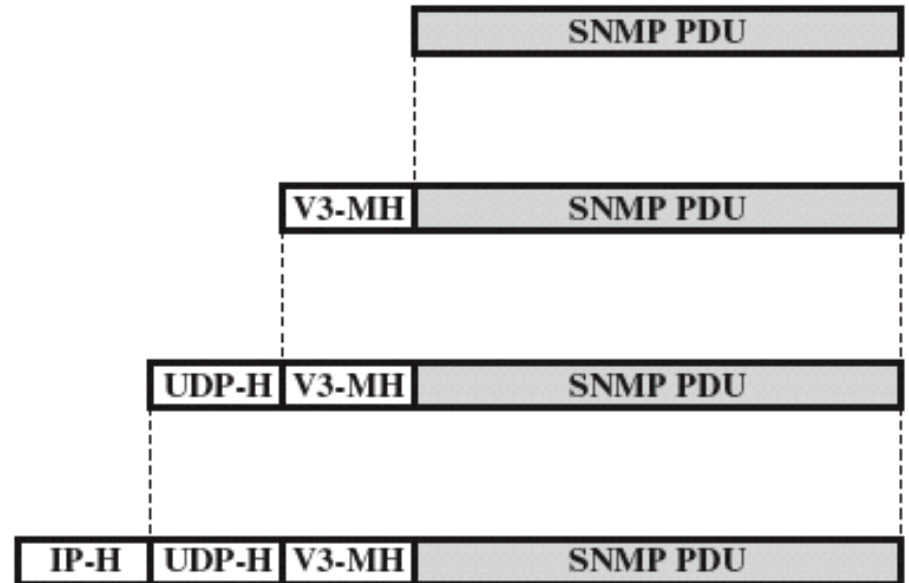 SNMP PDU
V3-MH SNMP PDU
UDP-H V3-MH SNMP PDU
IP-H UDP-H V3-MH SNMP PDU